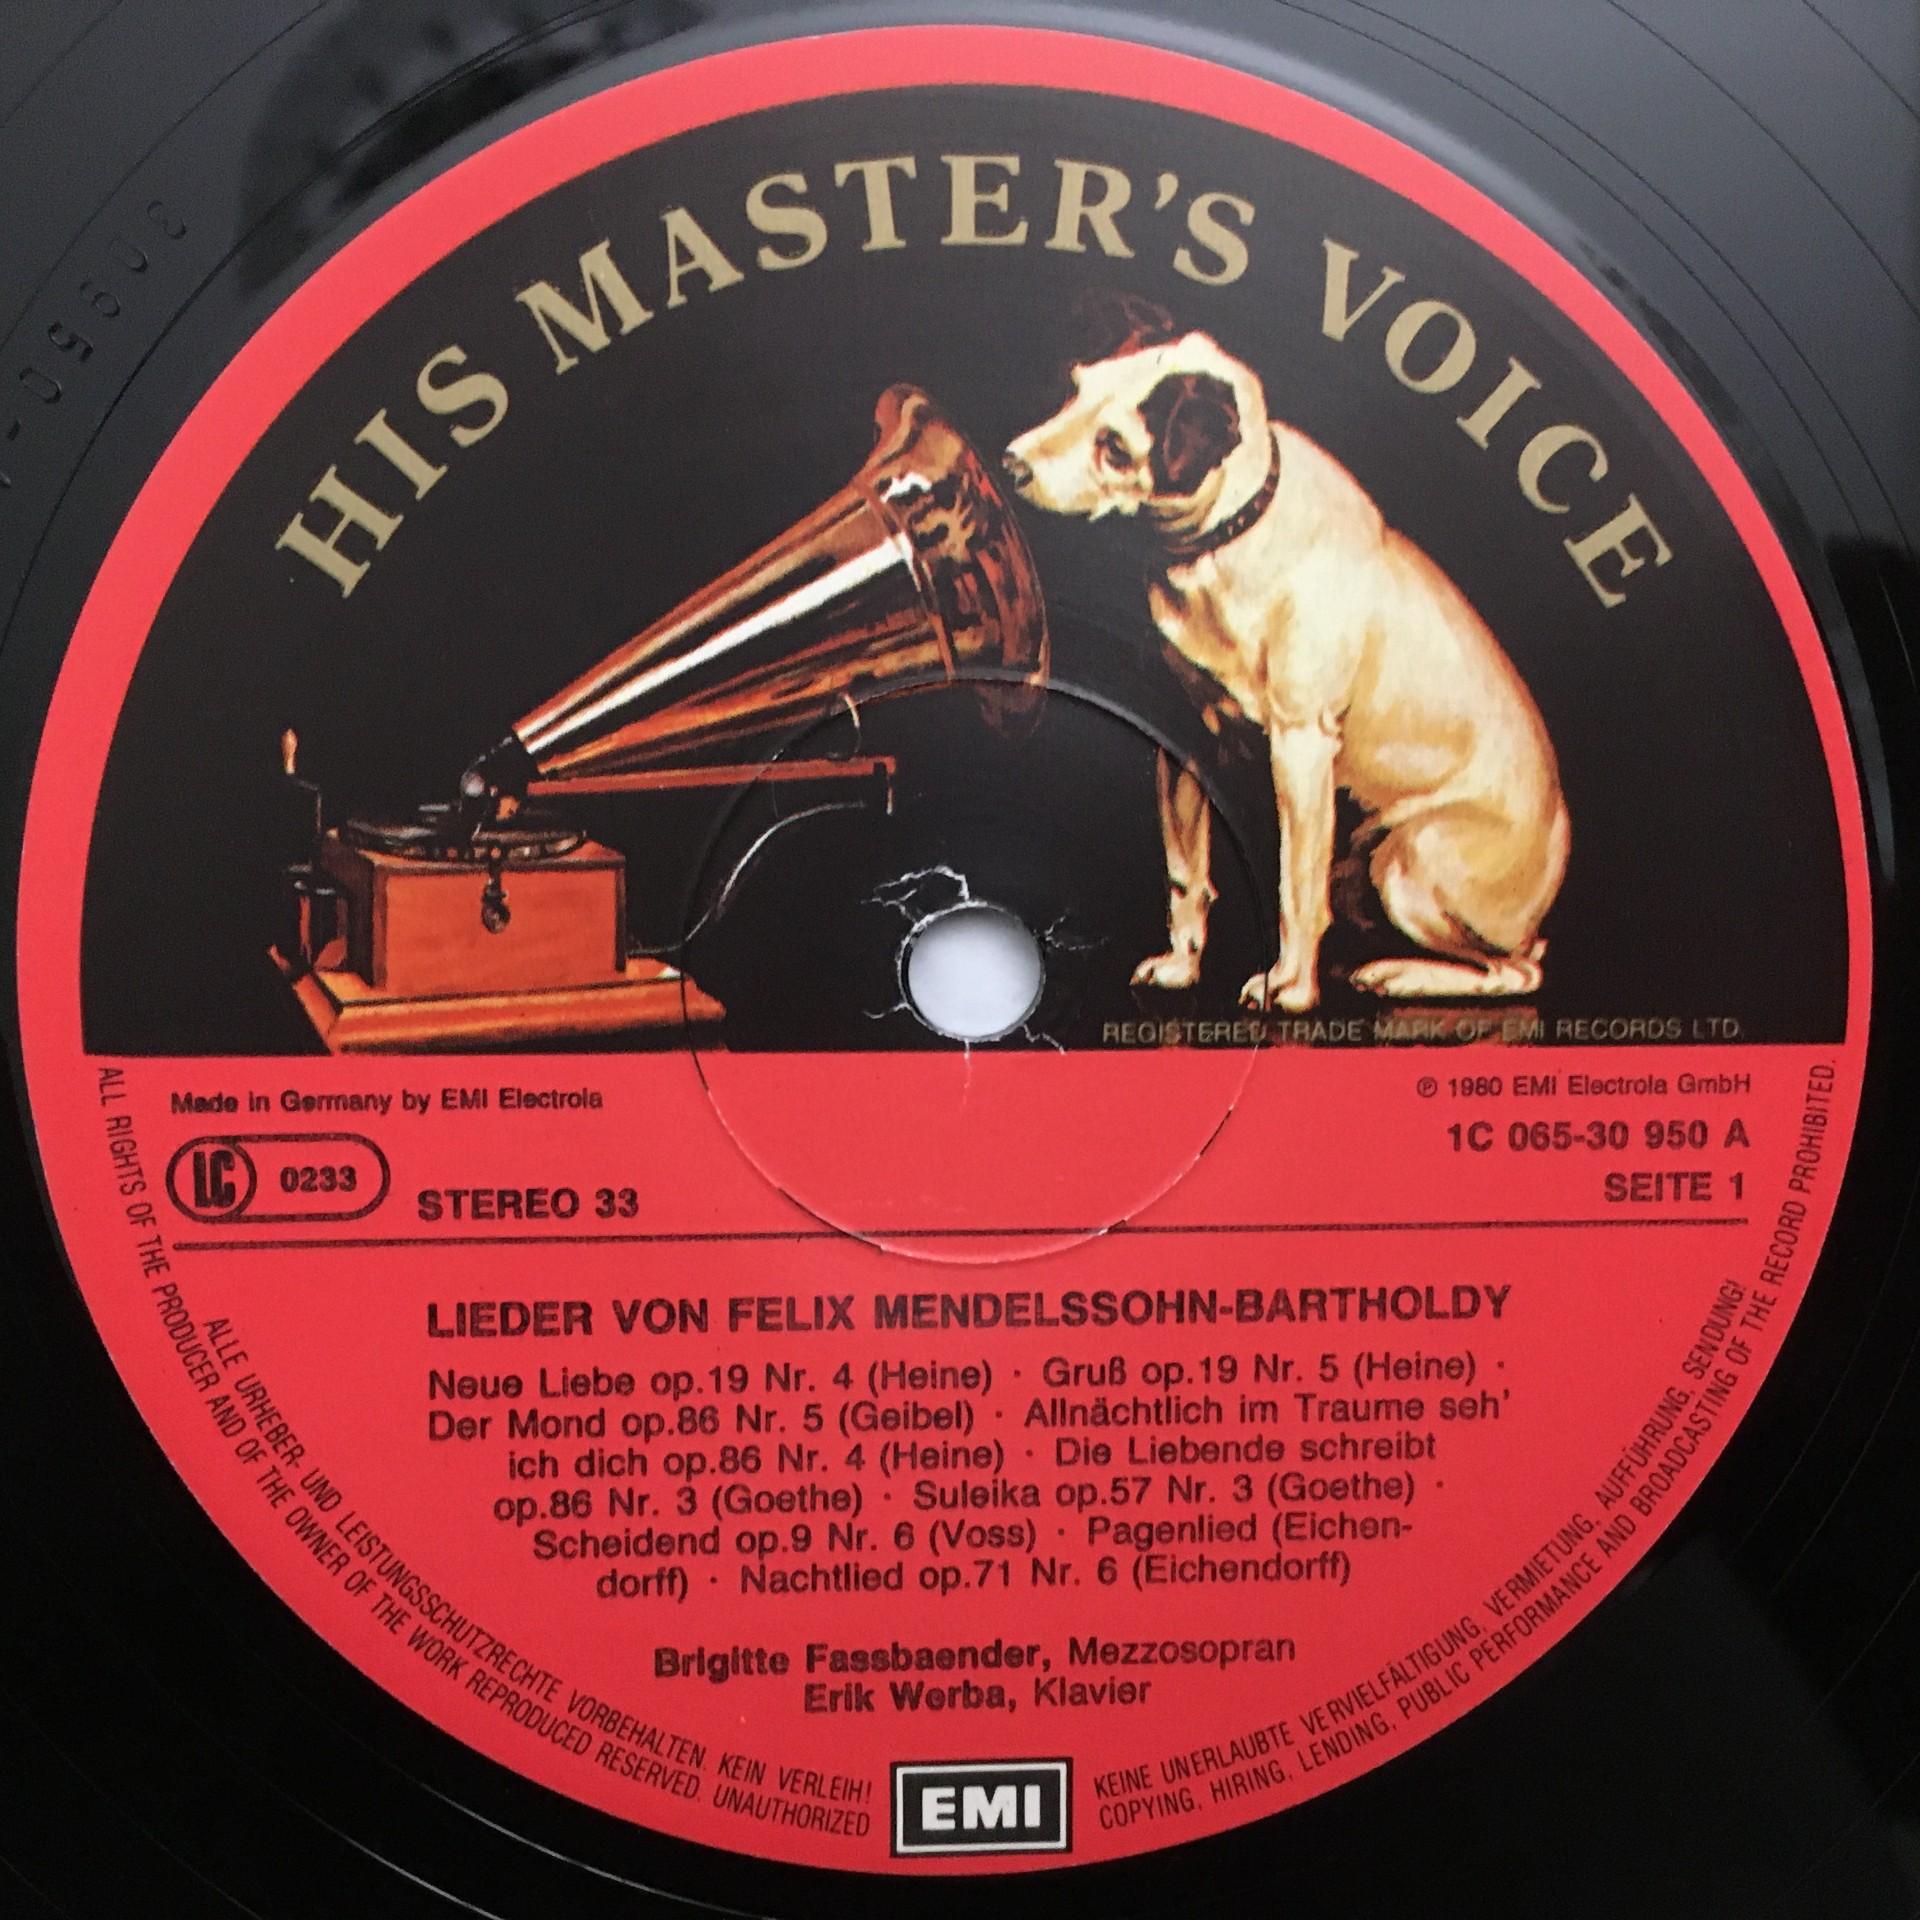 HIS MASTER'S VOICE
REGISTERED TRADE MARK OF EMI RECORDS LTD.
Made in Germany by EMI Electrola
℗ 1980 EMI Electrola GmbH
1C 065-30 950 A
LC 0233
STEREO 33
SEITE 1
LIEDER VON FELIX MENDELSSOHN-BARTHOLDY
Neue Liebe op.19 Nr. 4 (Heine) · Gruß op.19 Nr. 5 (Heine) ·
Der Mond op.86 Nr. 5 (Geibel) · Allnächtlich im Traume seh'
ich dich op.86 Nr. 4 (Heine) · Die Liebende schreibt
op.86 Nr. 3 (Goethe) · Suleika op.57 Nr. 3 (Goethe) ·
Scheidend op.9 Nr. 6 (Voss) · Pagenlied (Eichen-
dorff) · Nachtlied op.71 Nr. 6 (Eichendorff)
Brigitte Fassbaender, Mezzosopran
Erik Werba, Klavier
EMI
ALLE URHEBER- UND LEISTUNGSSCHUTZRECHTE VORBEHALTEN. KEIN VERLEIH!
KEINE UNERLAUBTE VERVIELFÄLTIGUNG, VERMIETUNG, AUFFÜHRUNG, SENDUNG!
ALL RIGHTS OF THE PRODUCER AND OF THE OWNER OF THE WORK REPRODUCED RESERVED. UNAUTHORIZED
COPYING, HIRING, LENDING, PUBLIC PERFORMANCE AND BROADCASTING OF THE RECORD PROHIBITED.